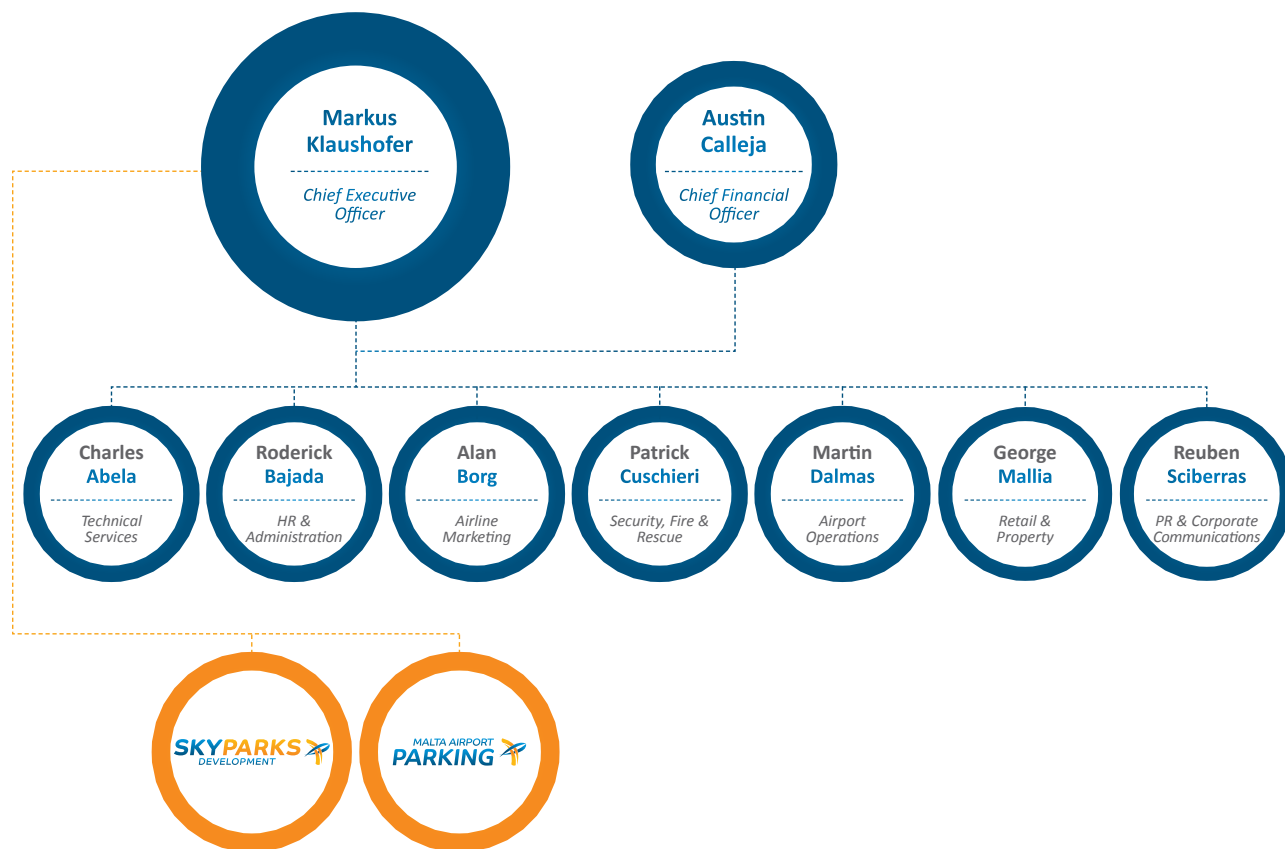 Markus
Klaushofer
Chief Executive
Officer
Austin
Calleja
Chief Financial
Officer
Charles
Abela
Technical
Services
Roderick
Bajada
HR &
Administration
Alan
Borg
Airline
Marketing
Patrick
Cuschieri
Security, Fire &
Rescue
Martin
Dalmas
Airport
Operations
George
Mallia
Retail &
Property
Reuben
Sciberras
PR & Corporate
Communications
SKYPARKS
DEVELOPMENT
MALTA AIRPORT
PARKING